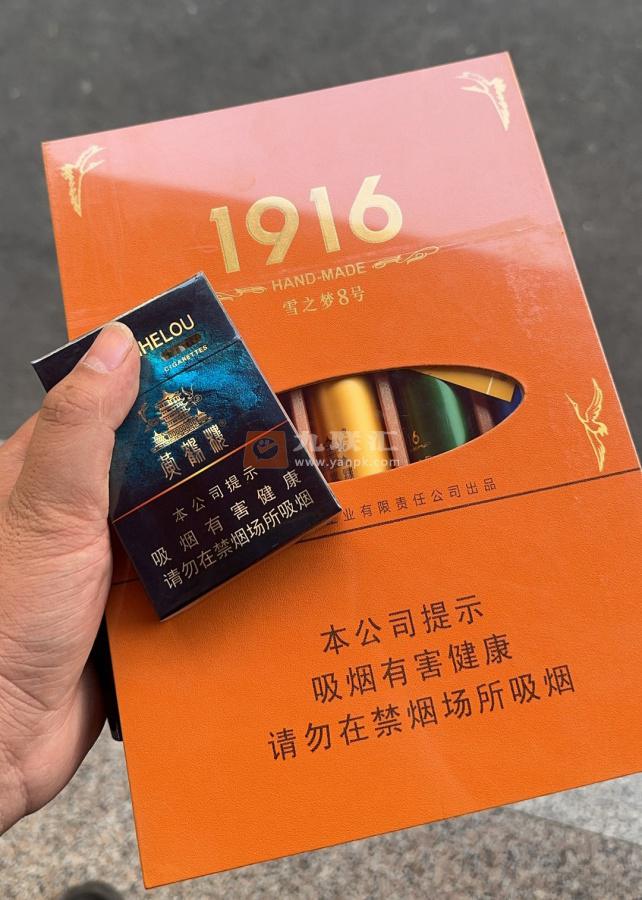 1916
HAND-MADE
雪之梦8号
HELOU
CIGARETTES
黄鹤楼
本公司提示
吸烟有害健康
请勿在禁烟场所吸烟
九联汇
www.yanpk.com
业有限责任公司出品
本公司提示
吸烟有害健康
请勿在禁烟场所吸烟